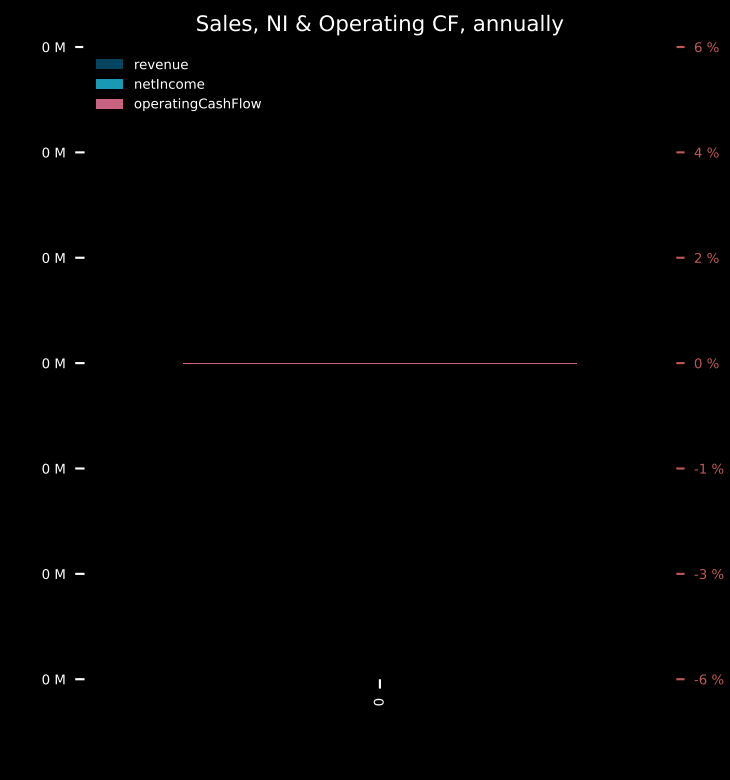 Sales, NI & Operating CF, annually
0 M
6 %
revenue
netIncome
operatingCashFlow
0 M
4 %
0 M
2 %
0 M
0 %
0 M
-1 %
0 M
-3 %
0 M
-6 %
0